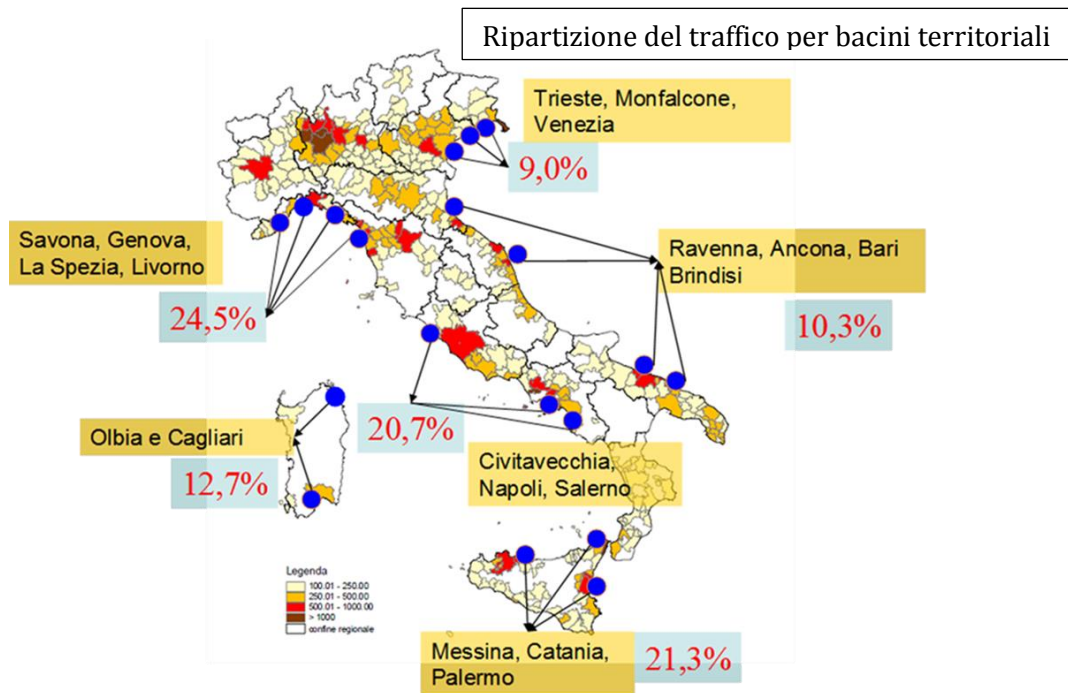 Ripartizione del traffico per bacini territoriali
Trieste, Monfalcone,
Venezia
9,0%
Savona, Genova,
La Spezia, Livorno
24,5%
Ravenna, Ancona, Bari
Brindisi
10,3%
Olbia e Cagliari
12,7%
20,7%
Civitavecchia,
Napoli, Salerno
Legenda
100.01 - 250.00
250.01 - 500.00
500.01 - 1000.00
> 1000
confine regionale
Messina, Catania,
Palermo
21,3%